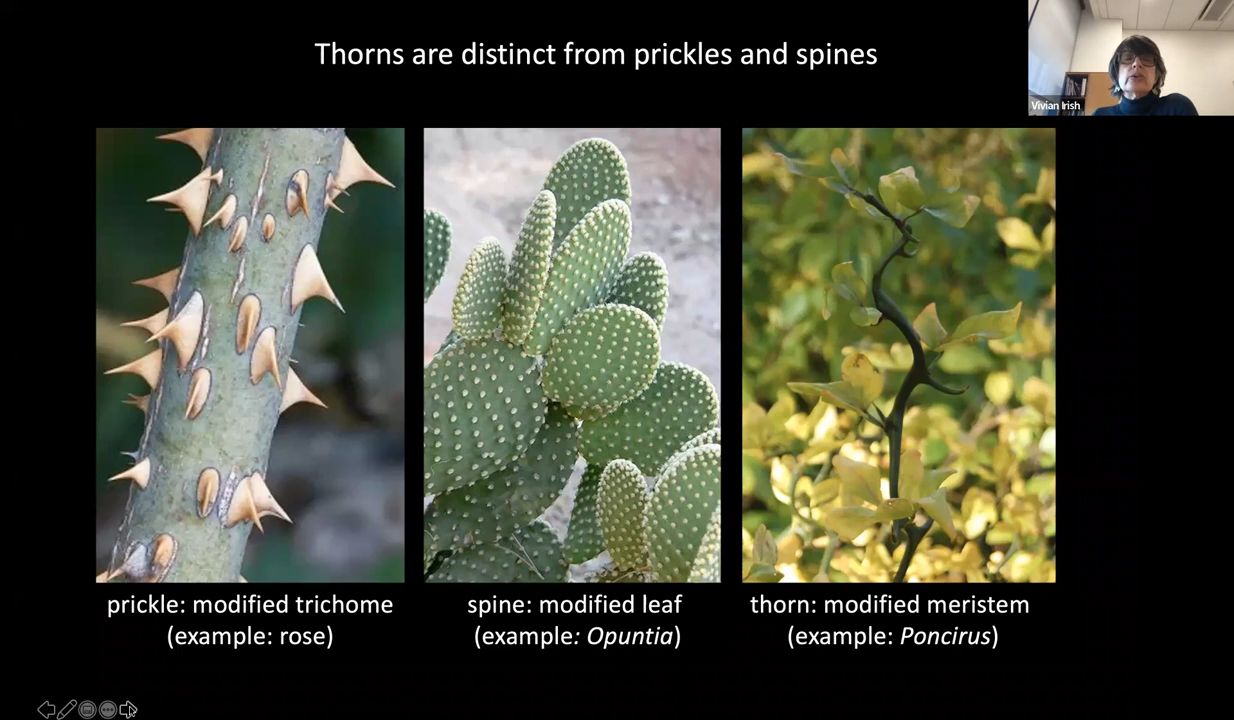 Thorns are distinct from prickles and spines
Vivian Irish
prickle: modified trichome
(example: rose)
spine: modified leaf
(example: Opuntia)
thorn: modified meristem
(example: Poncirus)